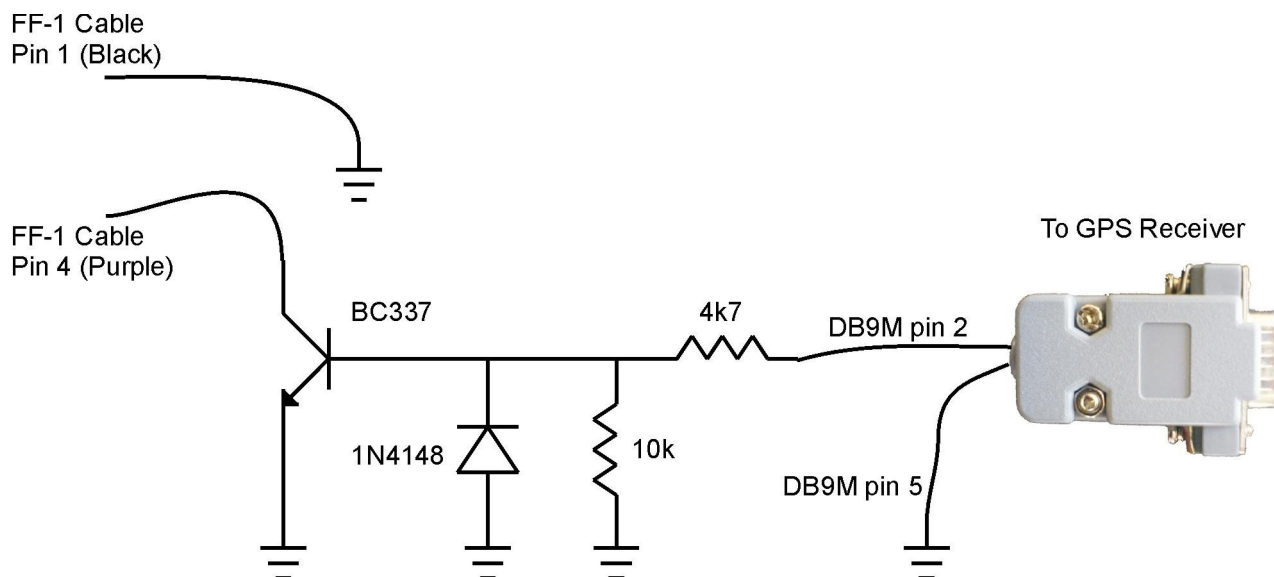 FF-1 Cable
Pin 1 (Black)
FF-1 Cable
Pin 4 (Purple)
To GPS Receiver
BC337
4k7
DB9M pin 2
1N4148
10k
DB9M pin 5